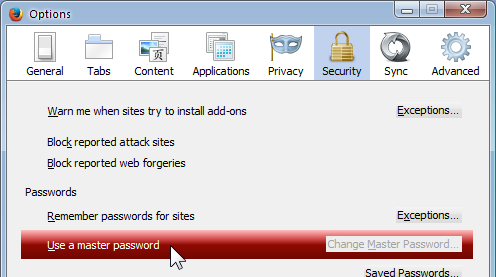 Options
General Tabs Content Applications Privacy Security Sync Advanced
Warn me when sites try to install add-ons Exceptions...
Block reported attack sites
Block reported web forgeries
Passwords
Remember passwords for sites Exceptions...
Use a master password Change Master Password...
Saved Passwords...